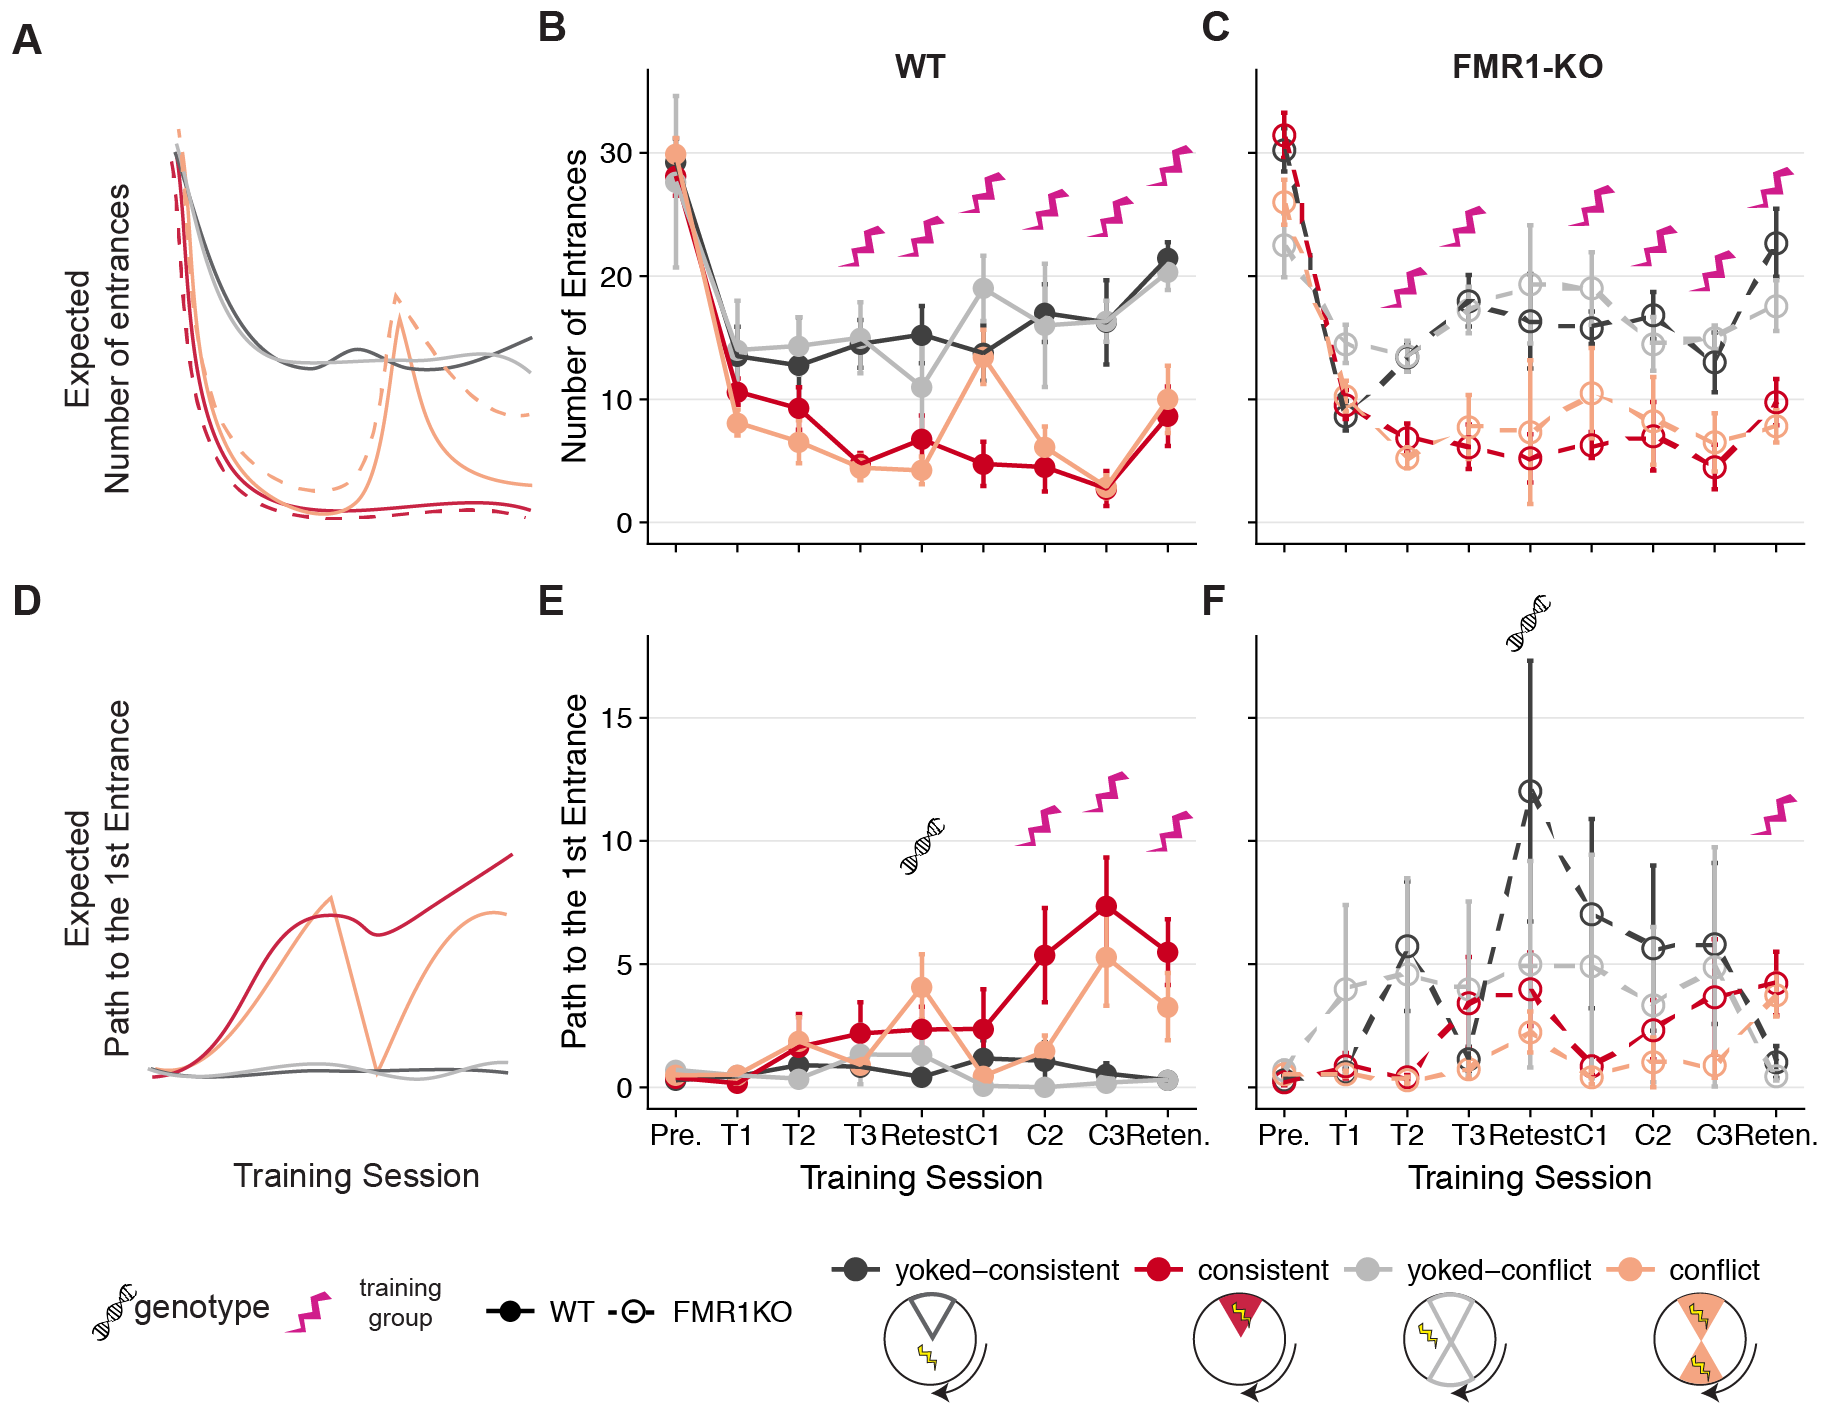 A
B
C
WT
FMR1-KO
Expected
Number of entrances
Number of Entrances
30
20
10
0
D
E
F
Expected
Path to the 1st Entrance
Path to the 1st Entrance
15
10
5
0
Pre. T1 T2 T3 Retest C1 C2 C3 Reten.
Pre. T1 T2 T3 Retest C1 C2 C3 Reten.
Training Session
Training Session
Training Session
yoked–consistent consistent yoked–conflict conflict
genotype
training
group
WT
FMR1KO